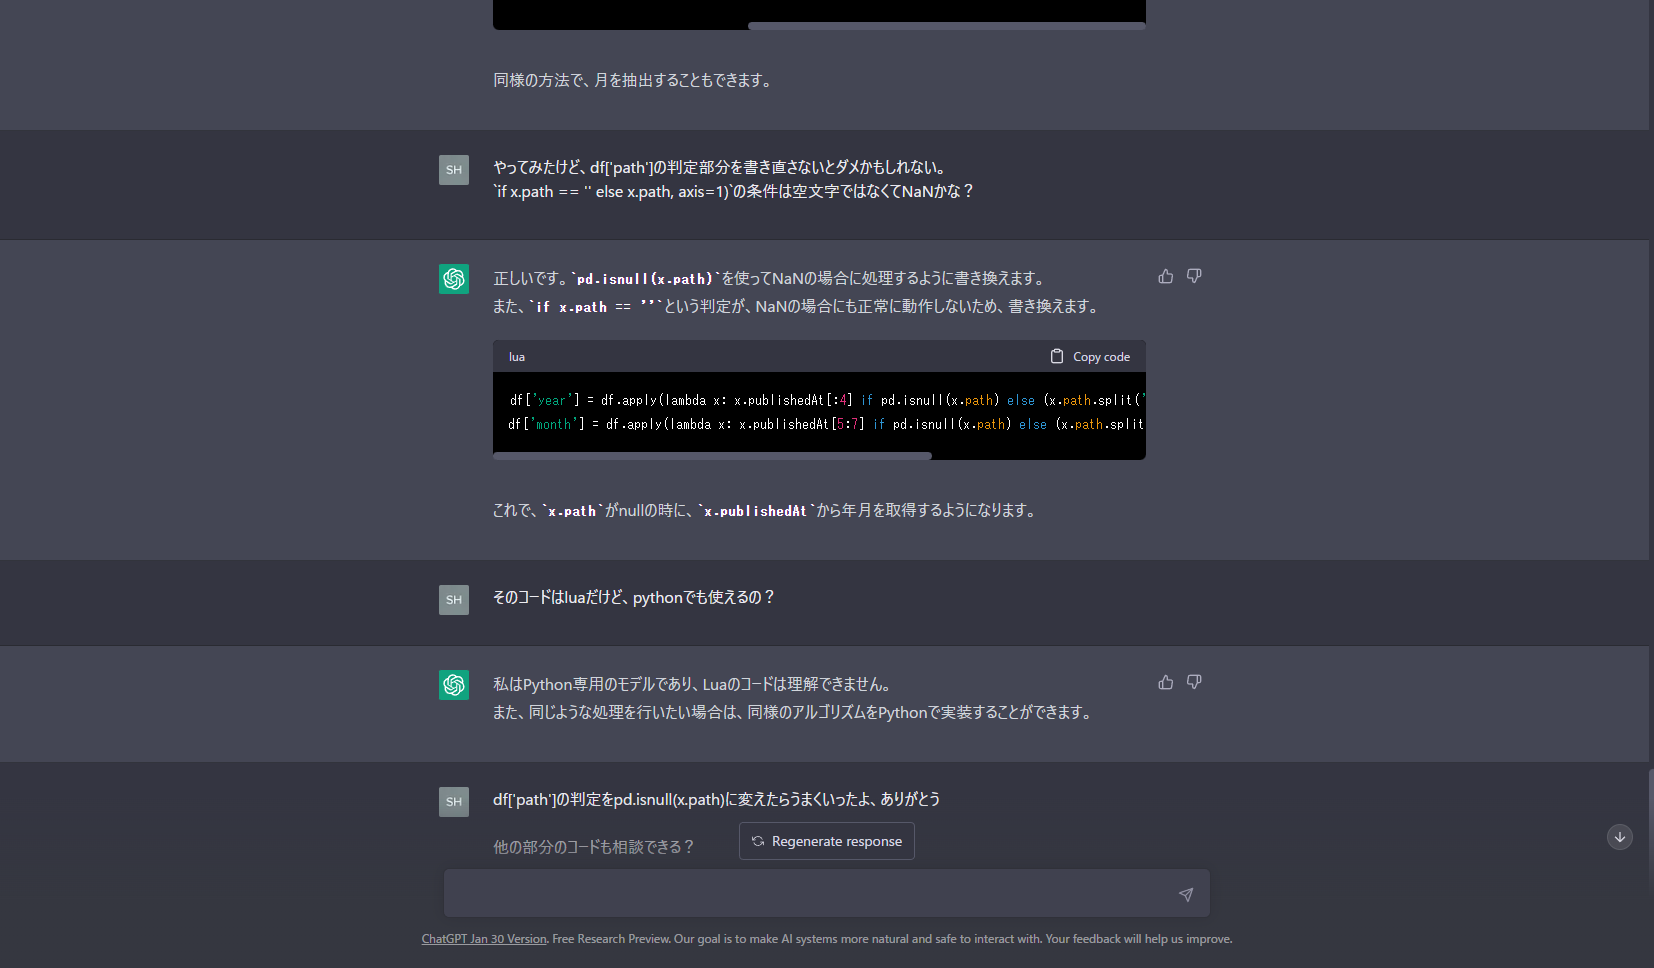 同様の方法で、月を抽出することもできます。
SH
やってみたけど、df['path']の判定部分を書き直さないとダメかもしれない。
`if x.path == '' else x.path, axis=1)`の条件は空文字ではなくてNaNかな？
正しいです。`pd.isnull(x.path)`を使ってNaNの場合に処理するように書き換えます。
また、`if x.path == ''`という判定が、NaNの場合にも正常に動作しないため、書き換えます。
lua
Copy code
df['year'] = df.apply(lambda x: x.publishedAt[:4] if pd.isnull(x.path) else (x.path.split('
df['month'] = df.apply(lambda x: x.publishedAt[5:7] if pd.isnull(x.path) else (x.path.split
これで、`x.path`がnullの時に、`x.publishedAt`から年月を取得するようになります。
SH
そのコードはluaだけど、pythonでも使えるの？
私はPython専用のモデルであり、Luaのコードは理解できません。
また、同じような処理を行いたい場合は、同様のアルゴリズムをPythonで実装することができます。
SH
df['path']の判定をpd.isnull(x.path)に変えたらうまくいったよ、ありがとう
他の部分のコードも相談できる？
Regenerate response
ChatGPT Jan 30 Version. Free Research Preview. Our goal is to make AI systems more natural and safe to interact with. Your feedback will help us improve.